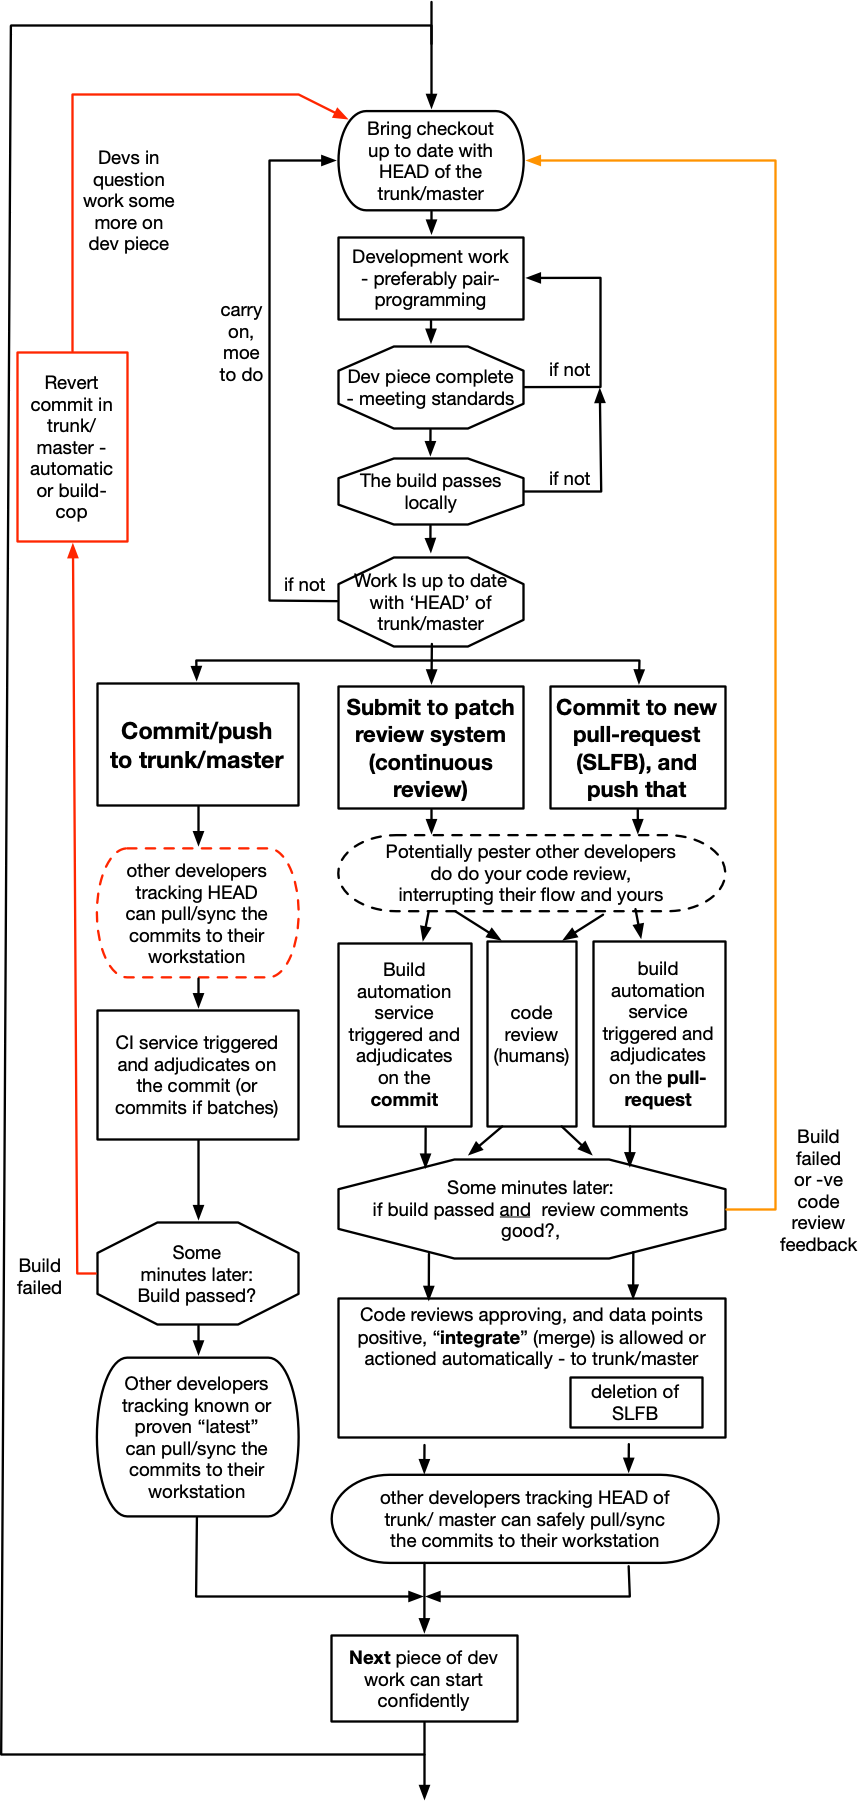 Bring checkout
up to date with
HEAD of the
trunk/master
Devs in
question
work some
more on
dev piece
Development work
- preferably pair-
programming
carry
on,
moe
to do
Dev piece complete
- meeting standards
if not
Revert
commit in
trunk/
master -
automatic
or build-
cop
The build passes
locally
if not
Work Is up to date
with ‘HEAD’ of
trunk/master
if not
Commit/push
to trunk/master
Submit to patch
review system
(continuous
review)
Commit to new
pull-request
(SLFB), and
push that
other developers
tracking HEAD
can pull/sync the
commits to their
workstation
Potentially pester other developers
do do your code review,
interrupting their flow and yours
CI service triggered
and adjudicates on
the commit (or
commits if batches)
Build
automation
service
triggered and
adjudicates
on the
commit
code
review
(humans)
build
automation
service
triggered and
adjudicates
on the pull-
request
Some minutes later:
if build passed and review comments
good?,
Build
failed
or -ve
code
review
feedback
Some
minutes later:
Build passed?
Build
failed
Code reviews approving, and data points
positive, “integrate” (merge) is allowed or
actioned automatically - to trunk/master
deletion of
SLFB
Other developers
tracking known or
proven “latest”
can pull/sync the
commits to their
workstation
other developers tracking HEAD of
trunk/ master can safely pull/sync
the commits to their workstation
Next piece of dev
work can start
confidently